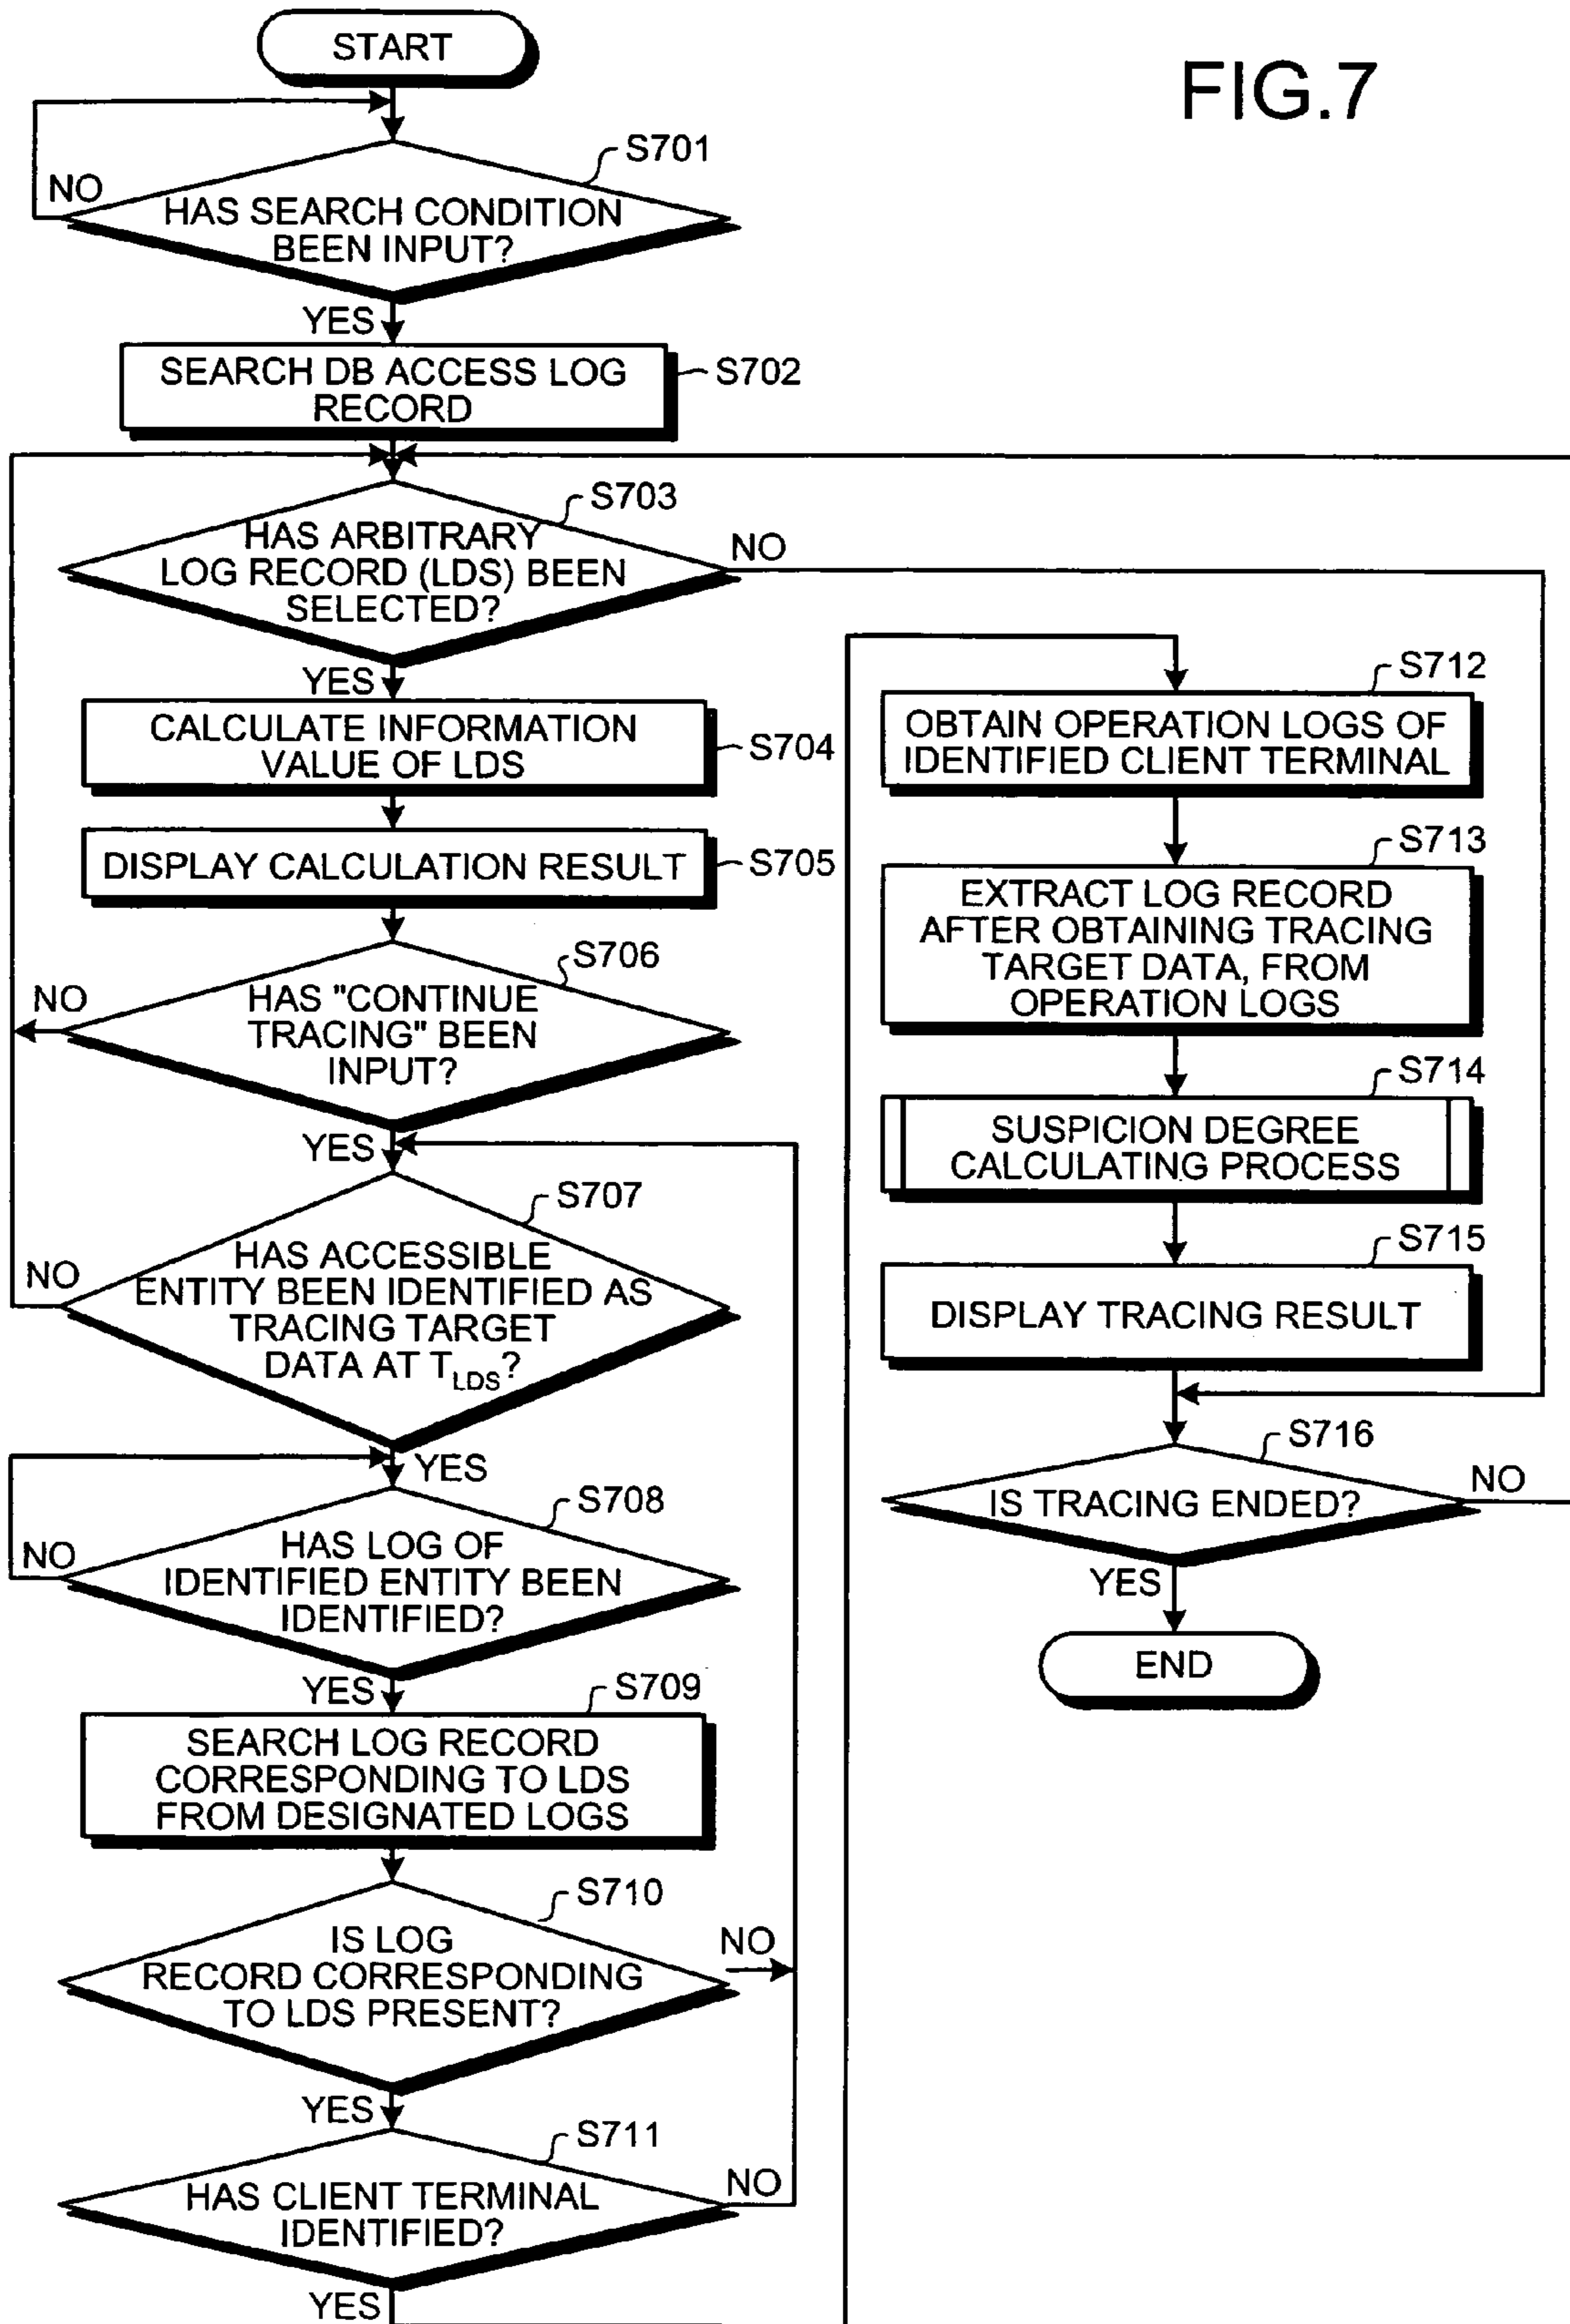 FIG.7
START
S701
NO
HAS SEARCH CONDITION
BEEN INPUT?
YES
SEARCH DB ACCESS LOG
RECORD
S702
S703
HAS ARBITRARY
LOG RECORD (LDS) BEEN
SELECTED?
NO
YES
CALCULATE INFORMATION
VALUE OF LDS
S704
DISPLAY CALCULATION RESULT
S705
S706
NO
HAS "CONTINUE
TRACING" BEEN
INPUT?
YES
S707
NO
HAS ACCESSIBLE
ENTITY BEEN IDENTIFIED AS
TRACING TARGET
DATA AT TLDS?
YES
S708
NO
HAS LOG OF
IDENTIFIED ENTITY BEEN
IDENTIFIED?
YES
S709
SEARCH LOG RECORD
CORRESPONDING TO LDS
FROM DESIGNATED LOGS
S710
IS LOG
RECORD CORRESPONDING
TO LDS PRESENT?
NO
YES
S711
HAS CLIENT TERMINAL
IDENTIFIED?
NO
YES
S712
OBTAIN OPERATION LOGS OF
IDENTIFIED CLIENT TERMINAL
S713
EXTRACT LOG RECORD
AFTER OBTAINING TRACING
TARGET DATA, FROM
OPERATION LOGS
S714
SUSPICION DEGREE
CALCULATING PROCESS
S715
DISPLAY TRACING RESULT
S716
IS TRACING ENDED?
NO
YES
END